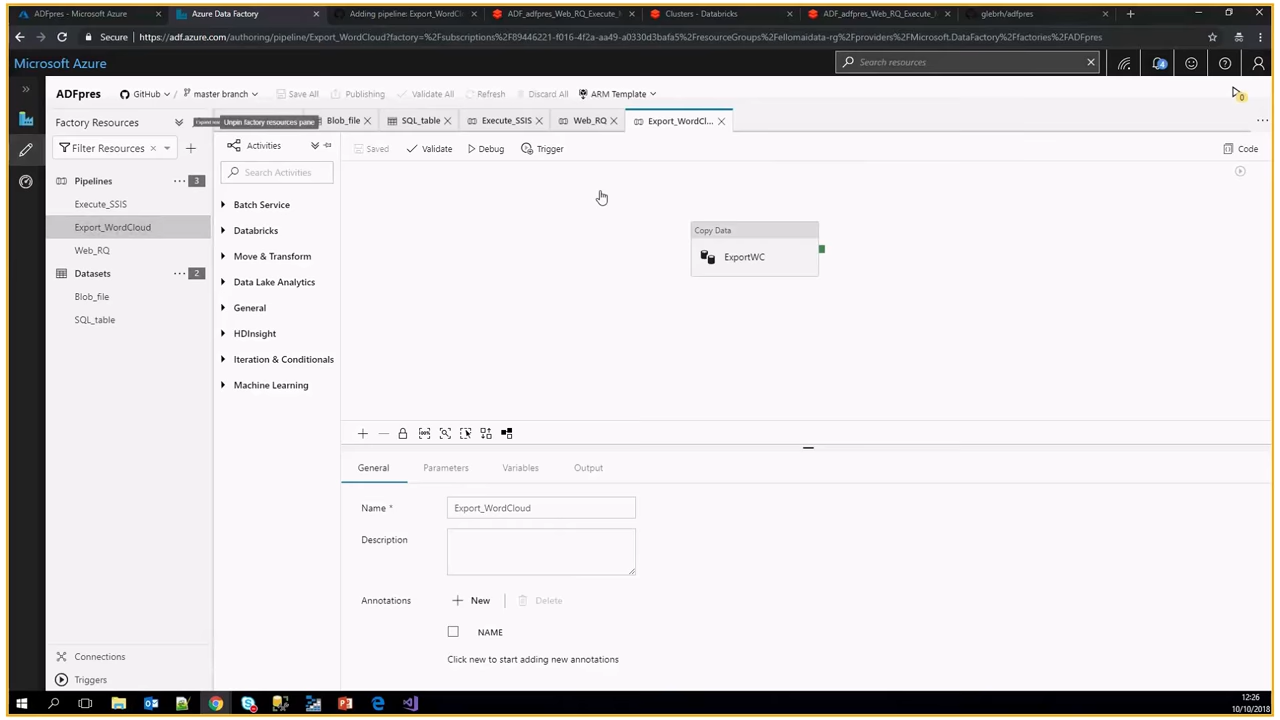 ADFpres - Microsoft Azure
Azure Data Factory
Adding pipeline: Export_WordC
ADF_adfpres_Web_RQ_Execute_
Clusters - Databricks
ADF_adfpres_Web_RQ_Execute_
glebrh/adfpres
Secure
https://adf.azure.com/authoring/pipeline/Export_WordCloud?factory=%2Fsubscriptions%2F89446221-f016-4f2a-aa49-a0330d3bafa5%2FresourceGroups%2Fellomaidata-rg%2Fproviders%2FMicrosoft.DataFactory%2Ffactories%2FADFpres
Microsoft Azure
Search resources
4
ADFpres
GitHub
master branch
Save All
Publishing
Validate All
Refresh
Discard All
ARM Template
0
Factory Resources
Unpin factory resources pane
Blob_file
SQL_table
Execute_SSIS
Web_RQ
Export_WordCl...
Filter Resources
Activities
Saved
Validate
Debug
Trigger
Code
Search Activities
Pipelines
3
Execute_SSIS
Export_WordCloud
Web_RQ
Datasets
2
Blob_file
SQL_table
Batch Service
Databricks
Move & Transform
Data Lake Analytics
General
HDInsight
Iteration & Conditionals
Machine Learning
Copy Data
ExportWC
General
Parameters
Variables
Output
Name *
Export_WordCloud
Description
Annotations
New
Delete
NAME
Click new to start adding new annotations
Connections
Triggers
12:26
10/10/2018